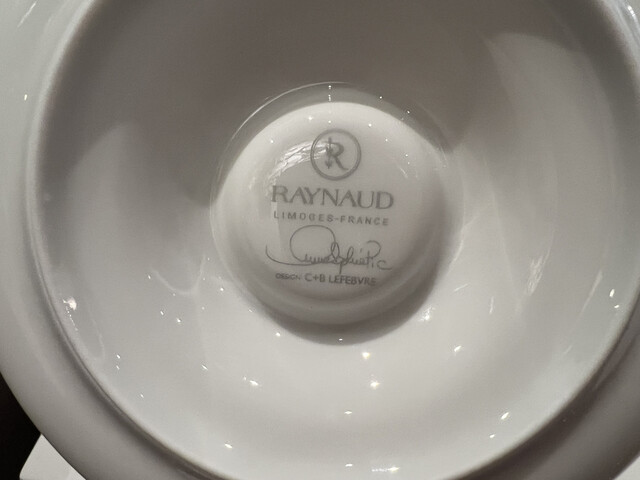 R
RAYNAUD
LIMOGES-FRANCE
DESIGN C+B LEFEBVRE